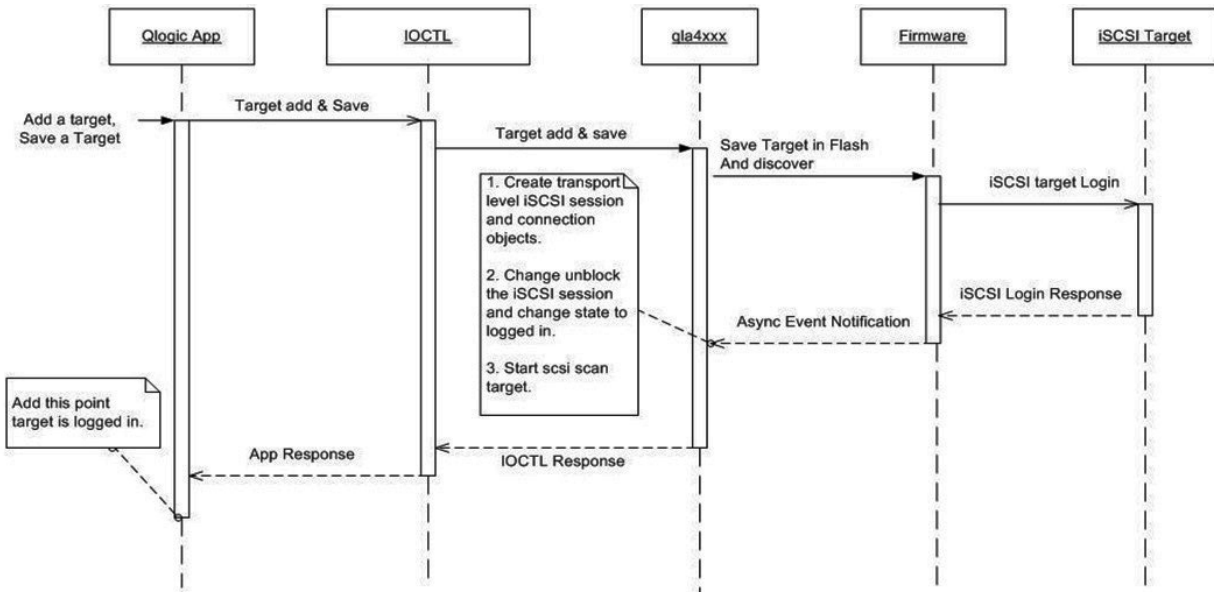 Qlogic App
IOCTL
qla4xxx
Firmware
iSCSI Target
Add a target,
Save a Target
Target add & Save
Target add & save
Save Target in Flash
And discover
iSCSI target Login
1. Create transport
level iSCSI session
and connection
objects.
2. Change unblock
the iSCSI session
and change state to
logged in.
3. Start scsi scan
target.
iSCSI Login Response
Async Event Notification
Add this point
target is logged in.
App Response
IOCTL Response